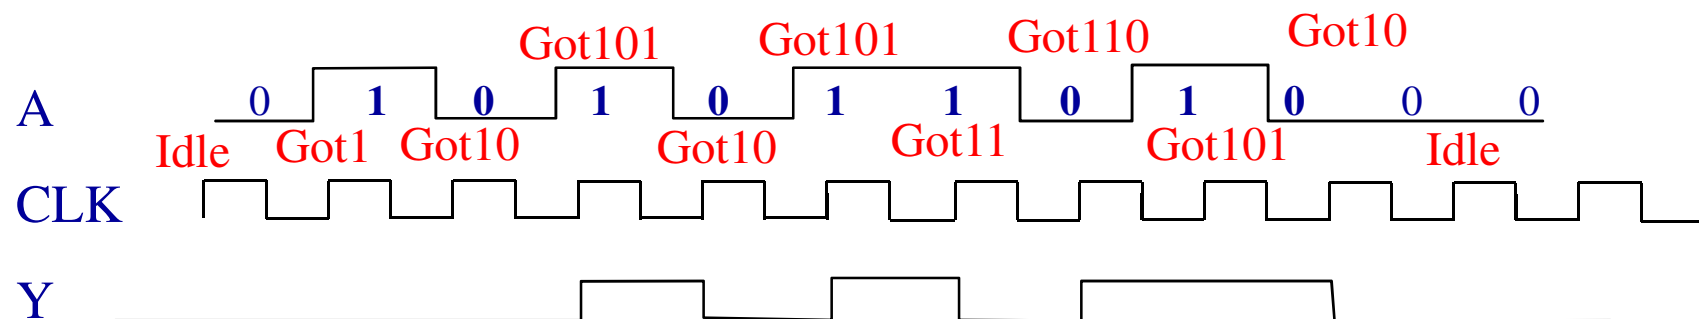 Got101 Got101 Got110 Got10
A 0 1 0 1 0 1 1 0 1 0 0 0
Idle Got1 Got10 Got10 Got11 Got101 Idle
CLK
Y